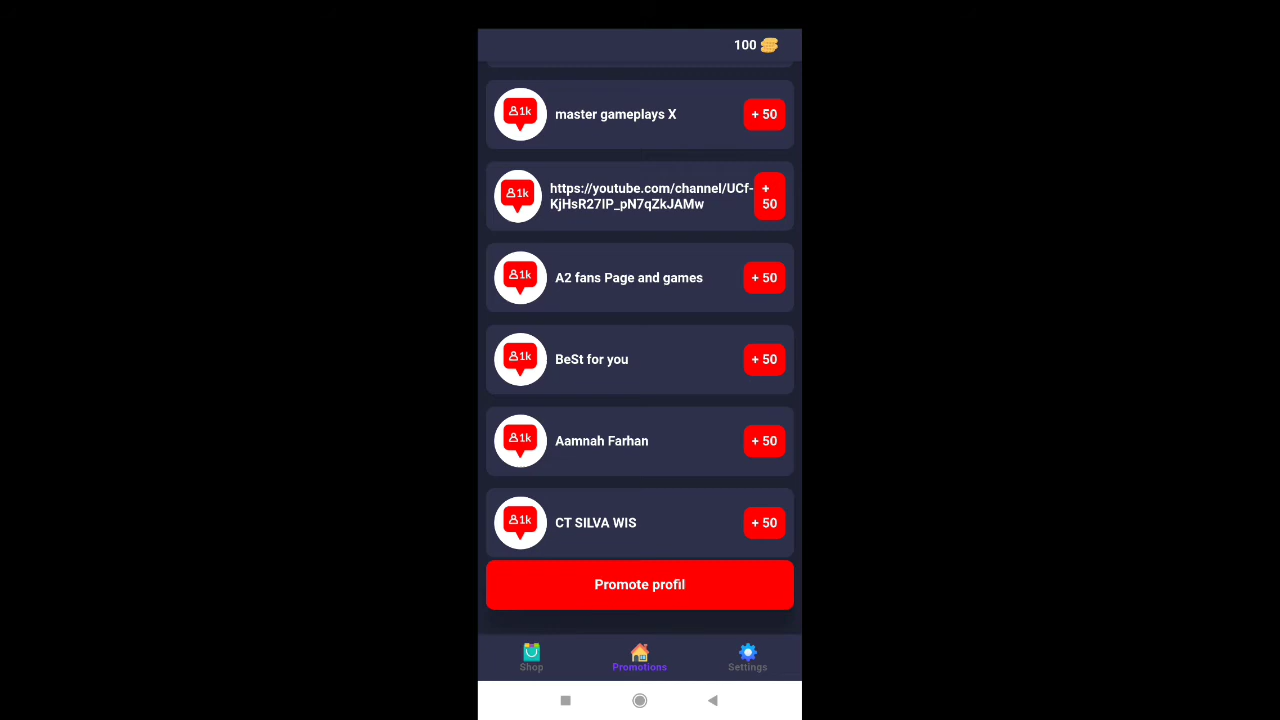 100
1k
master gameplays X
+ 50
1k
https://youtube.com/channel/UCf-
KjHsR27IP_pN7qZkJAMw
+
50
1k
A2 fans Page and games
+ 50
1k
BeSt for you
+ 50
1k
Aamnah Farhan
+ 50
1k
CT SILVA WIS
+ 50
Promote profil
Shop
Promotions
Settings